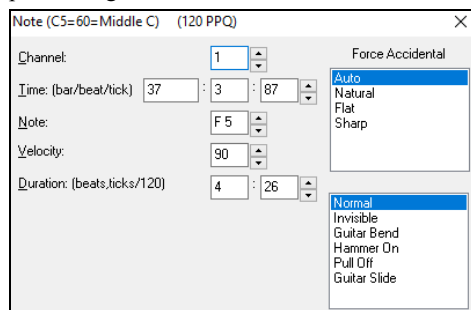 Note (C5=60=Middle C) (120 PPQ)
Channel: 1
Force Accidental
Time: (bar/beat/tick) 37 : 3 : 87
Auto
Natural
Flat
Sharp
Note: F 5
Velocity: 90
Duration: (beats,ticks/120) 4 : 26
Normal
Invisible
Guitar Bend
Hammer On
Pull Off
Guitar Slide